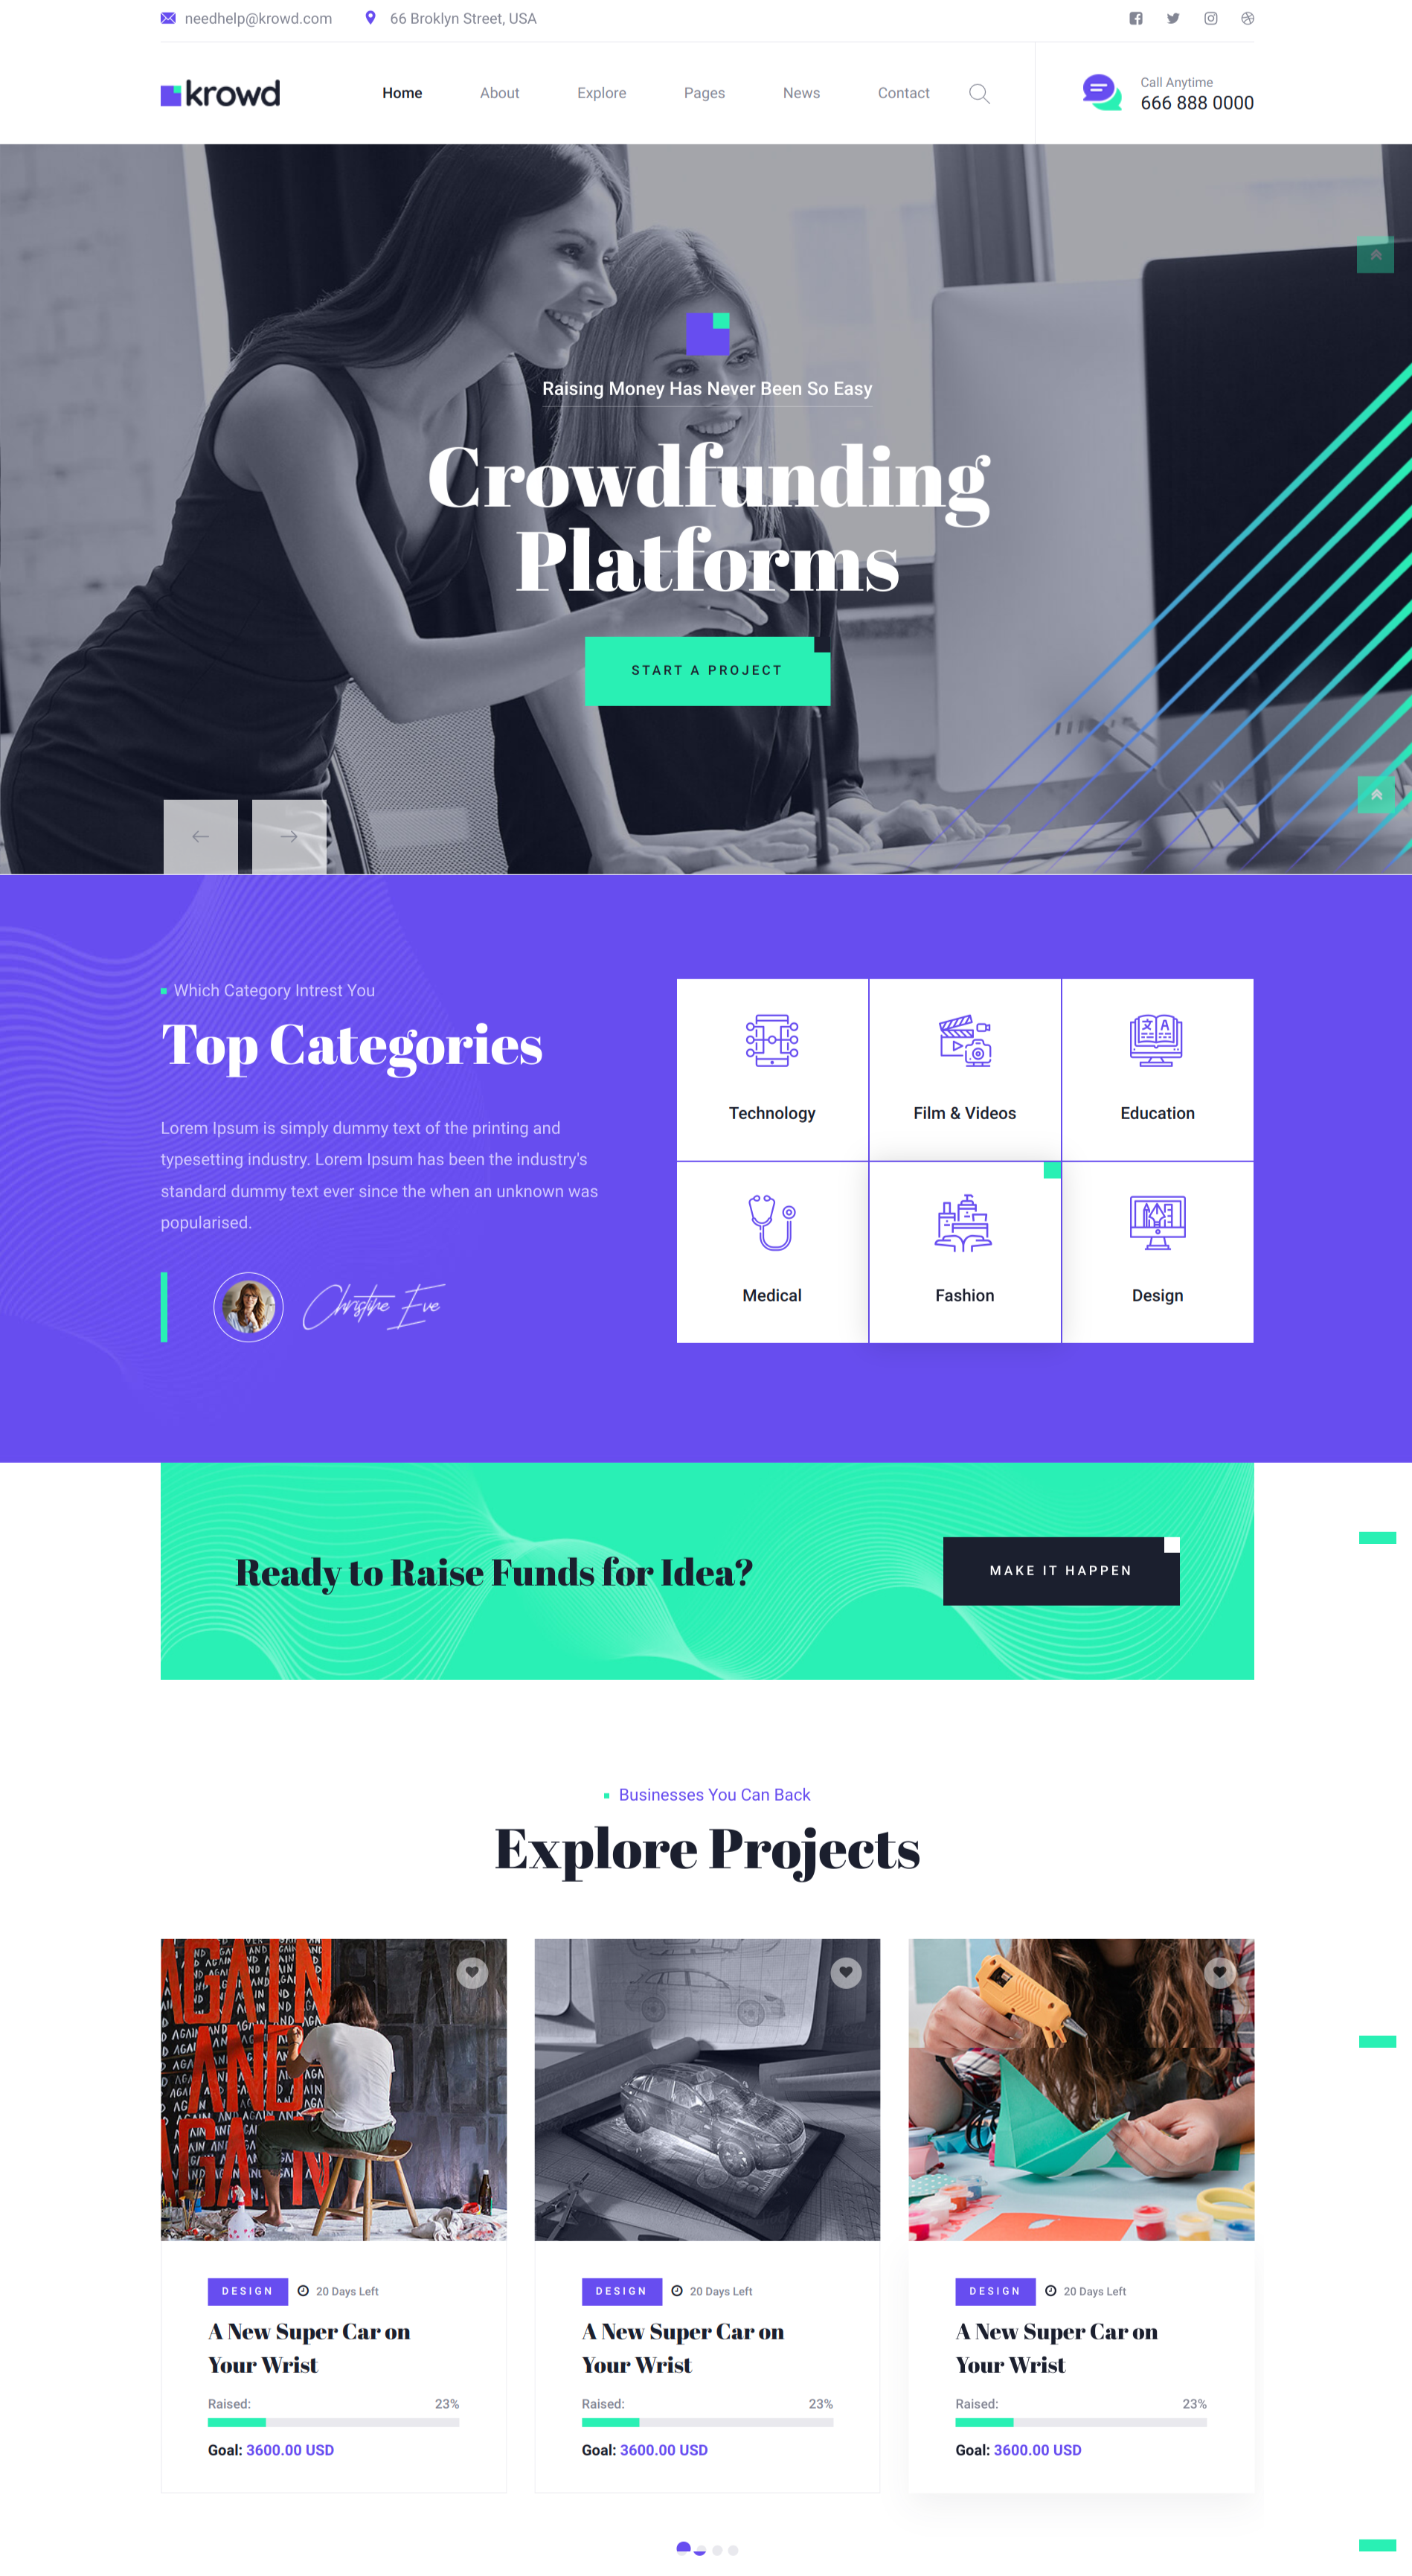 needhelp@krowd.com
66 Broklyn Street, USA
krowd
Home
About
Explore
Pages
News
Contact
Call Anytime
666 888 0000
Raising Money Has Never Been So Easy
Crowdfunding
Platforms
START A PROJECT
Which Category Intrest You
Top Categories
Lorem Ipsum is simply dummy text of the printing and
typesetting industry. Lorem Ipsum has been the industry's
standard dummy text ever since the when an unknown was
popularised.
Christine Eve
Technology
Film & Videos
Education
Medical
Fashion
Design
Ready to Raise Funds for Idea?
MAKE IT HAPPEN
Businesses You Can Back
Explore Projects
AGAIN
AND
AGAIN
DESIGN
20 Days Left
A New Super Car on
Your Wrist
Raised:
23%
Goal: 3600.00 USD
DESIGN
20 Days Left
A New Super Car on
Your Wrist
Raised:
23%
Goal: 3600.00 USD
DESIGN
20 Days Left
A New Super Car on
Your Wrist
Raised:
23%
Goal: 3600.00 USD